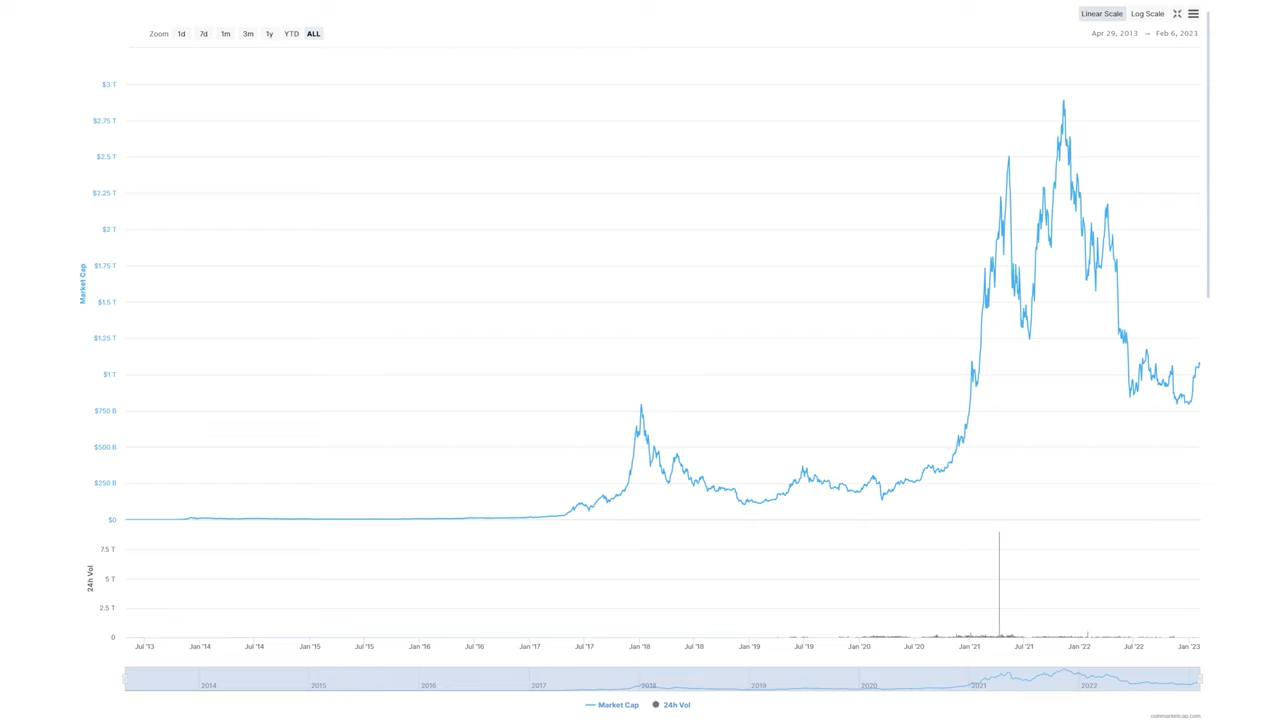 Linear Scale Log Scale
Zoom 1d 7d 1m 3m 1y YTD ALL
Apr 29, 2013 → Feb 6, 2023
$3 T
$2.75 T
$2.5 T
$2.25 T
$2 T
$1.75 T
$1.5 T
$1.25 T
$1 T
$750 B
$500 B
$250 B
$0
Market Cap
7.5 T
5 T
2.5 T
0
24h Vol
Jul '13 Jan '14 Jul '14 Jan '15 Jul '15 Jan '16 Jul '16 Jan '17 Jul '17 Jan '18 Jul '18 Jan '19 Jul '19 Jan '20 Jul '20 Jan '21 Jul '21 Jan '22 Jul '22 Jan '23
2014 2015 2016 2017 2018 2019 2020 2021 2022
Market Cap 24h Vol
coinmarketcap.com